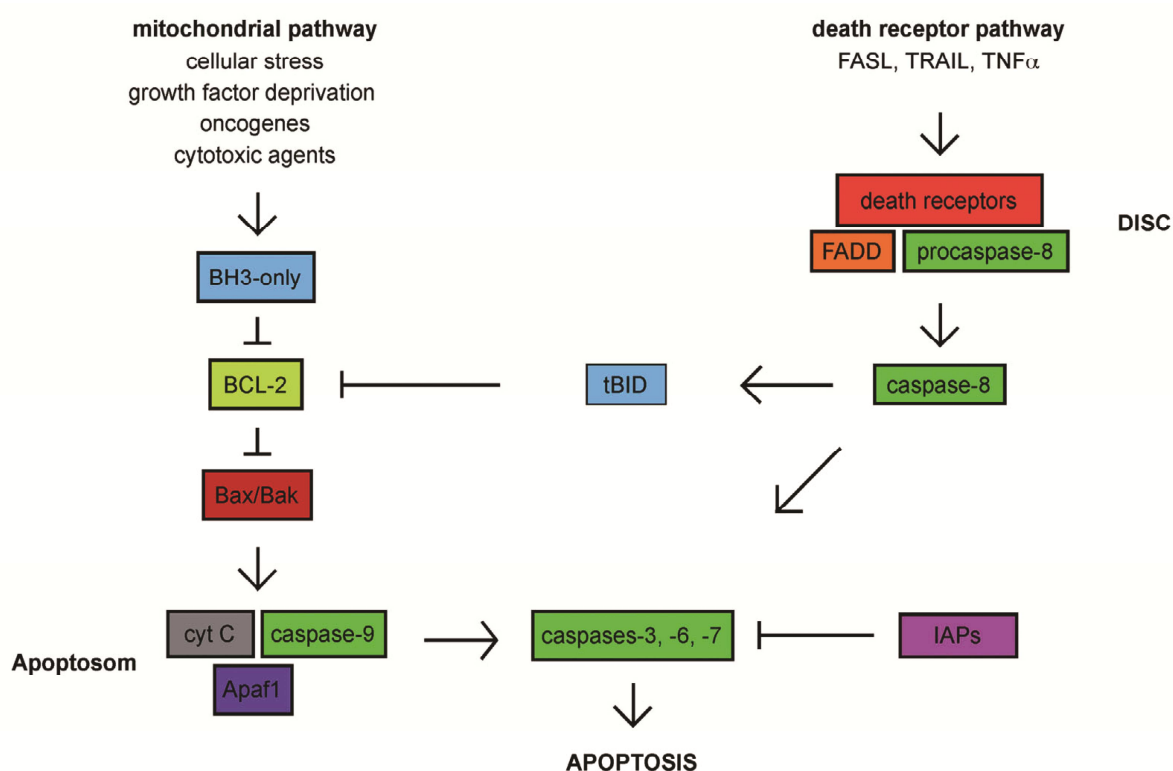 mitochondrial pathway
cellular stress
growth factor deprivation
oncogenes
cytotoxic agents
death receptor pathway
FASL, TRAIL, TNFα
death receptors
FADD
procaspase-8
DISC
BH3-only
BCL-2
tBID
caspase-8
Bax/Bak
cyt C
caspase-9
Apaf1
Apoptosom
caspases-3, -6, -7
IAPs
APOPTOSIS